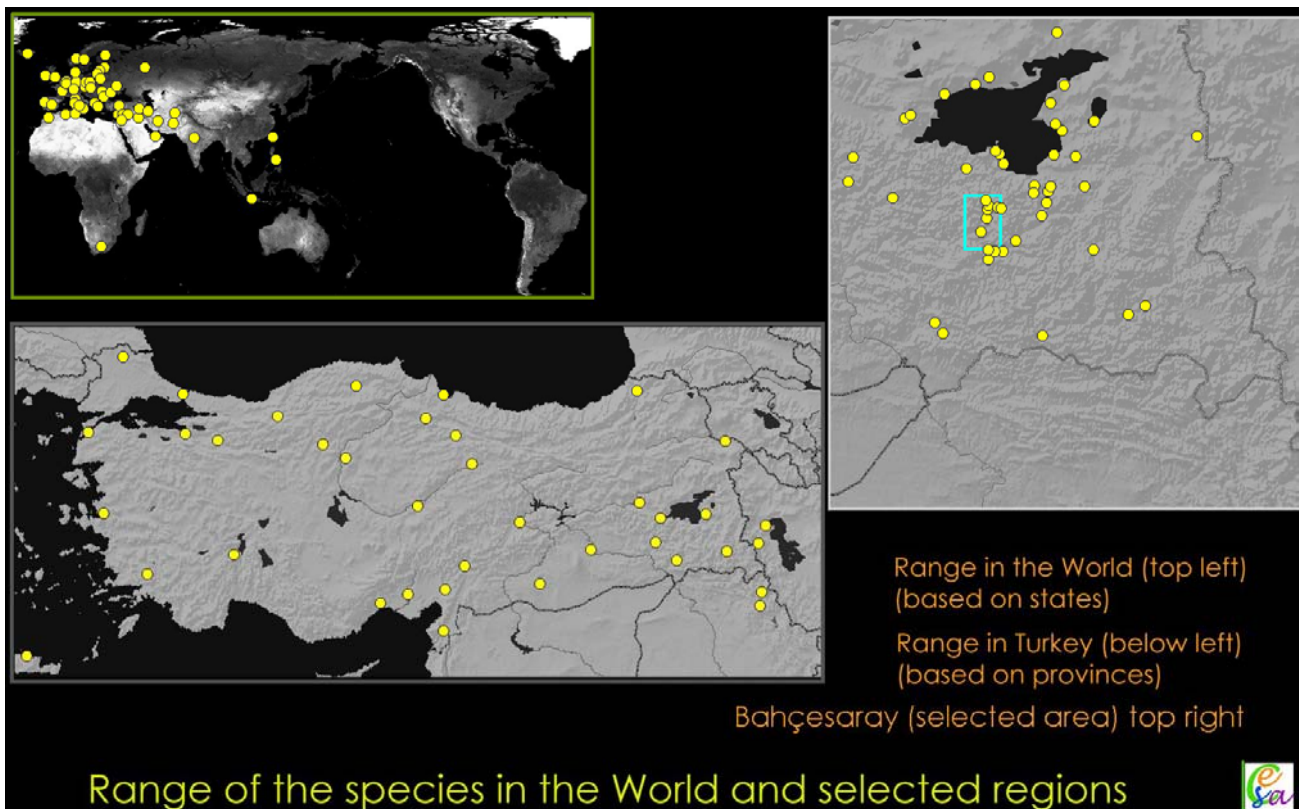 Range in the World (top left)
(based on states)
Range in Turkey (below left)
(based on provinces)
Bahçesaray (selected area) top right
Range of the species in the World and selected regions
esa